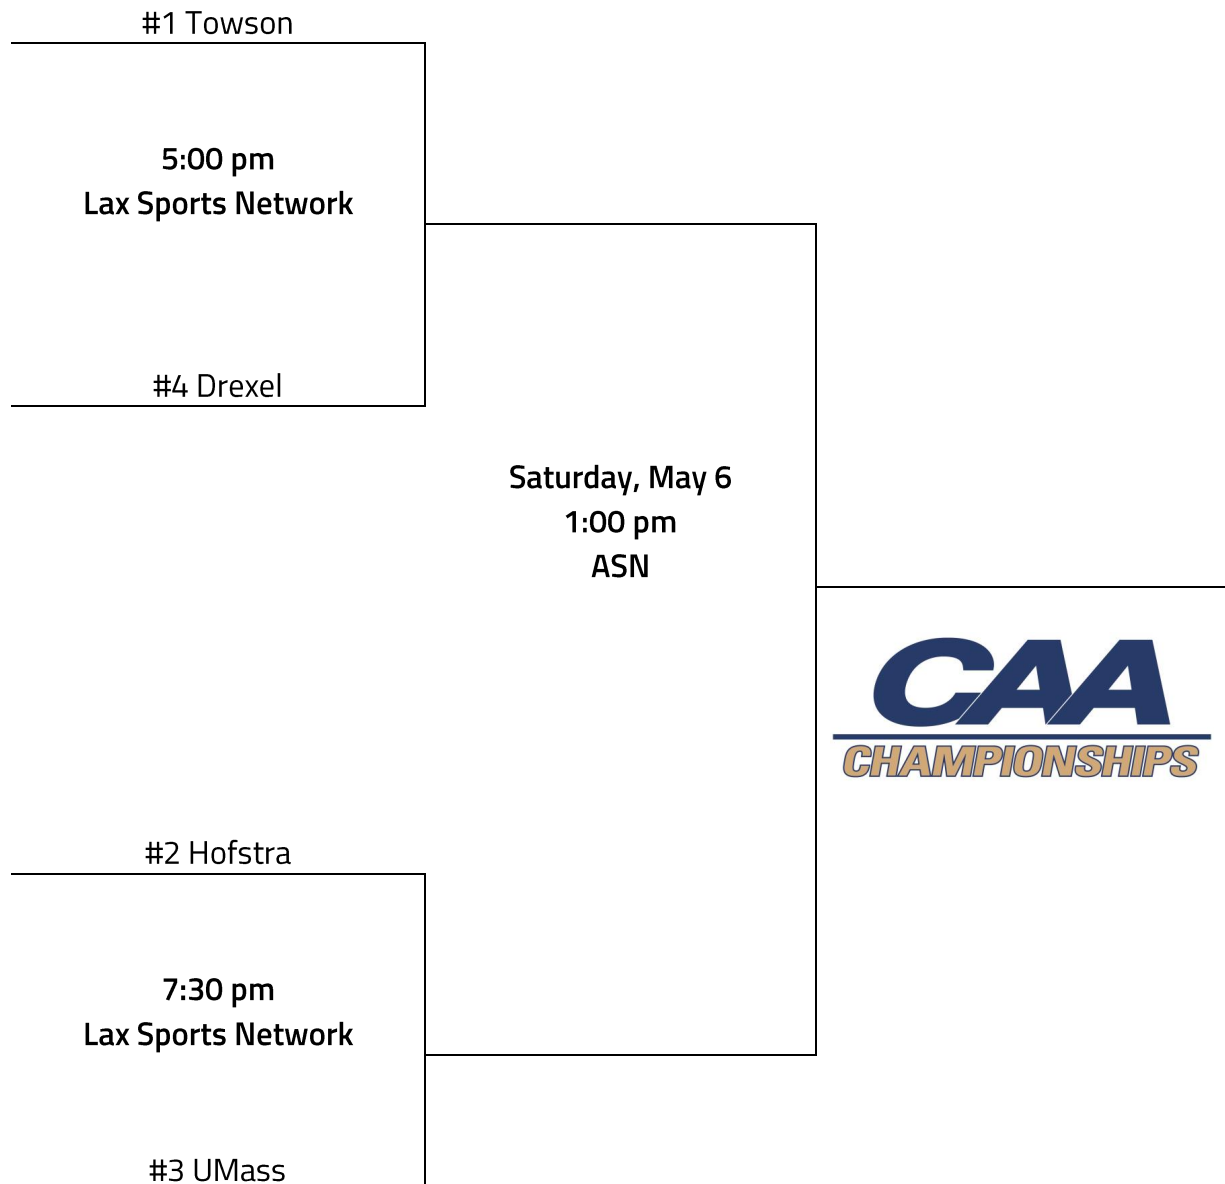 #1 Towson
5:00 pm
Lax Sports Network
#4 Drexel
Saturday, May 6
1:00 pm
ASN
CAA
CHAMPIONSHIPS
#2 Hofstra
7:30 pm
Lax Sports Network
#3 UMass